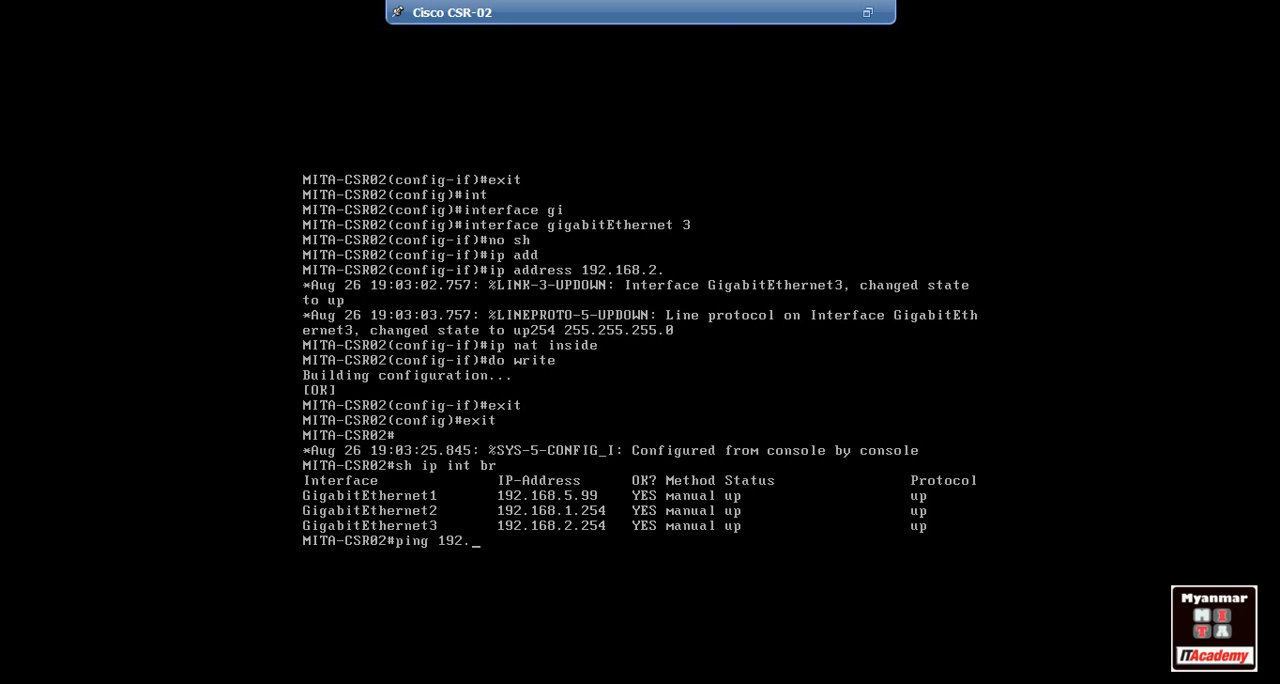 Cisco CSR-02
MITA-CSR02(config-if)#exit
MITA-CSR02(config)#int
MITA-CSR02(config)#interface gi
MITA-CSR02(config)#interface gigabitEthernet 3
MITA-CSR02(config-if)#no sh
MITA-CSR02(config-if)#ip add
MITA-CSR02(config-if)#ip address 192.168.2.
*Aug 26 19:03:02.757: %LINK-3-UPDOWN: Interface GigabitEthernet3, changed state
to up
*Aug 26 19:03:03.757: %LINEPROTO-5-UPDOWN: Line protocol on Interface GigabitEth
ernet3, changed state to up254 255.255.255.0
MITA-CSR02(config-if)#ip nat inside
MITA-CSR02(config-if)#do write
Building configuration...
[OK]
MITA-CSR02(config-if)#exit
MITA-CSR02(config)#exit
MITA-CSR02#
*Aug 26 19:03:25.845: %SYS-5-CONFIG_I: Configured from console by console
MITA-CSR02#sh ip int br
Interface IP-Address OK? Method Status Protocol
GigabitEthernet1 192.168.5.99 YES manual up up
GigabitEthernet2 192.168.1.254 YES manual up up
GigabitEthernet3 192.168.2.254 YES manual up up
MITA-CSR02#ping 192._
Myanmar
M I
T A
ITAcademy